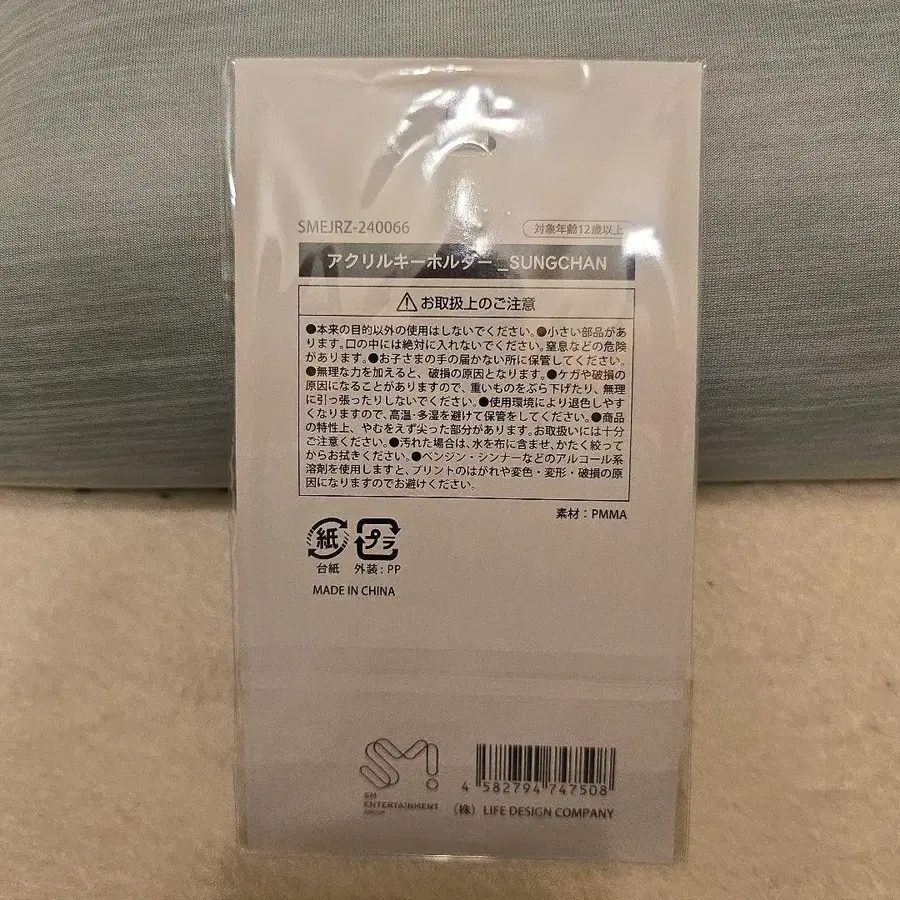 SMEJRZ-240066
対象年齢12歳以上
アクリルキーホルダー_SUNGCHAN
お取扱上のご注意
●本来の目的以外の使用はしないでください。●小さい部品があ
ります。口の中には絶対に入れないでください。窒息などの危険
があります。●お子さまの手の届かない所に保管してください。
●無理な力を加えると、破損の原因となります。●ケガや破損の
原因になることがありますので、重いものをぶら下げたり、無理
に引っ張ったりしないでください。●使用環境により退色しやす
くなりますので、高温・多湿を避けて保管をしてください。●商品
の特性上、やむをえず尖った部分があります。お取扱いには十分
ご注意ください。●汚れた場合は、水を布に含ませ、かたく絞って
からお拭きください。●ベンジン・シンナーなどのアルコール系
溶剤を使用しますと、プリントのはがれや変色・変形・破損の原
因になりますのでお避けください。
素材：PMMA
紙
プラ
台紙
外装：PP
MADE IN CHINA
SM
SM
ENTERTAINMENT
GROUP
4 582794 747508
（株） LIFE DESIGN COMPANY